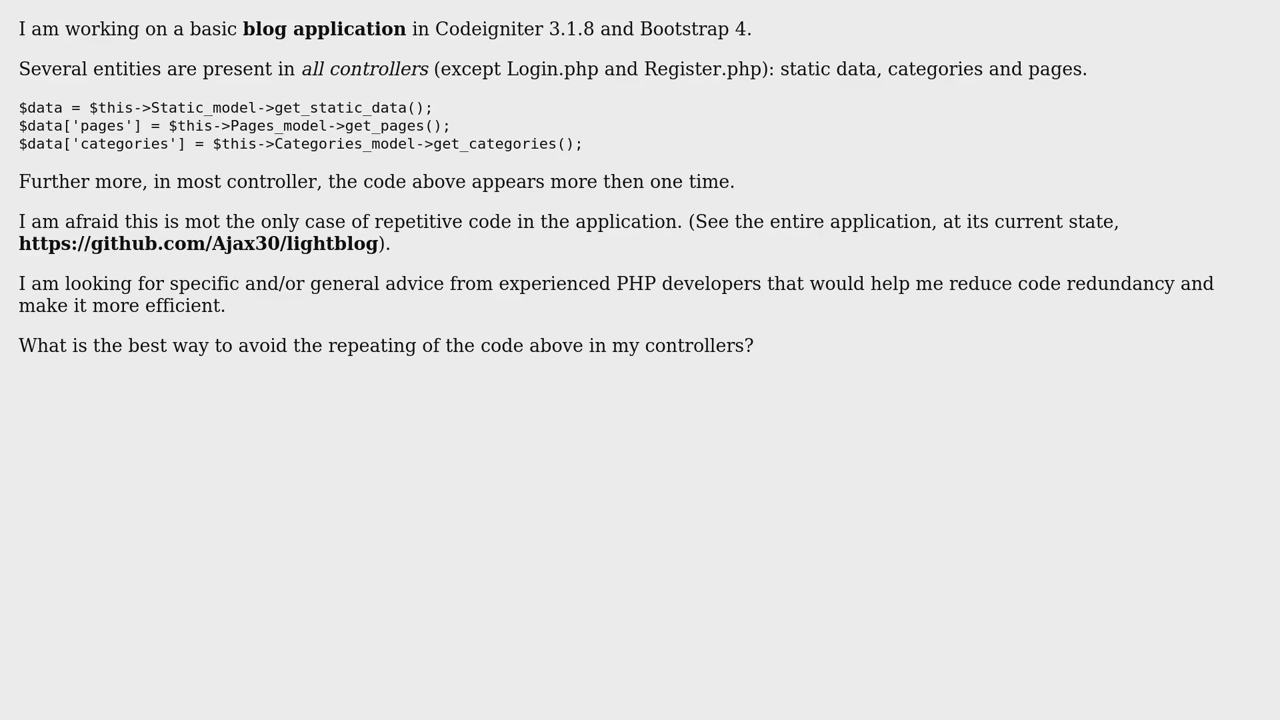 I am working on a basic blog application in Codeigniter 3.1.8 and Bootstrap 4.
Several entities are present in all controllers (except Login.php and Register.php): static data, categories and pages.
$data = $this->Static_model->get_static_data();
$data['pages'] = $this->Pages_model->get_pages();
$data['categories'] = $this->Categories_model->get_categories();
Further more, in most controller, the code above appears more then one time.
I am afraid this is mot the only case of repetitive code in the application. (See the entire application, at its current state,
https://github.com/Ajax30/lightblog).
I am looking for specific and/or general advice from experienced PHP developers that would help me reduce code redundancy and
make it more efficient.
What is the best way to avoid the repeating of the code above in my controllers?